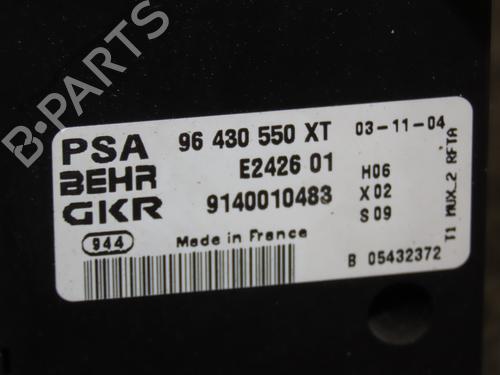 B-PARTS
PSA
BEHR
GKR
96 430 550 XT
03-11-04
E2426 01
9140010483
H06
X02
S09
944
Made in France
B 05432372
T1 MUX_2 RFTA